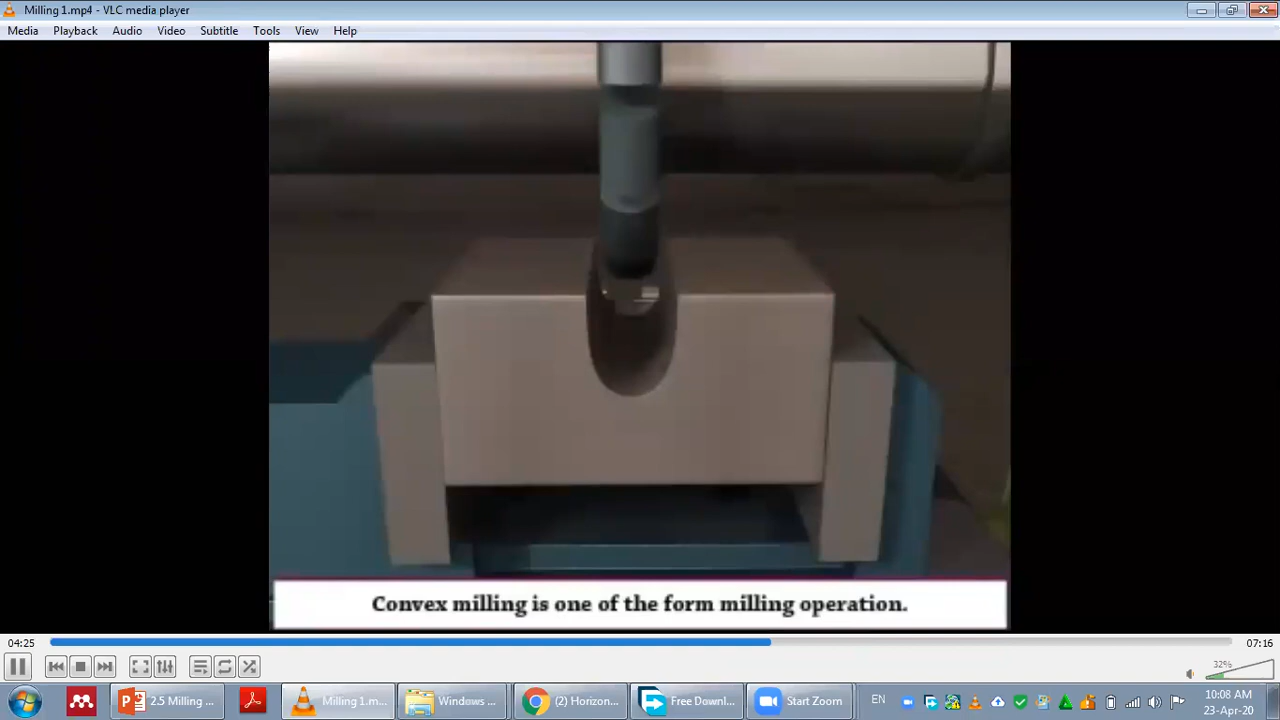 Milling 1.mp4 - VLC media player
Media Playback Audio Video Subtitle Tools View Help
Convex milling is one of the form milling operation.
04:25
07:16
32%
2.5 Milling ...
Milling 1.m...
Windows ...
(2) Horizon...
Free Downl...
Start Zoom
EN
10:08 AM
23-Apr-20